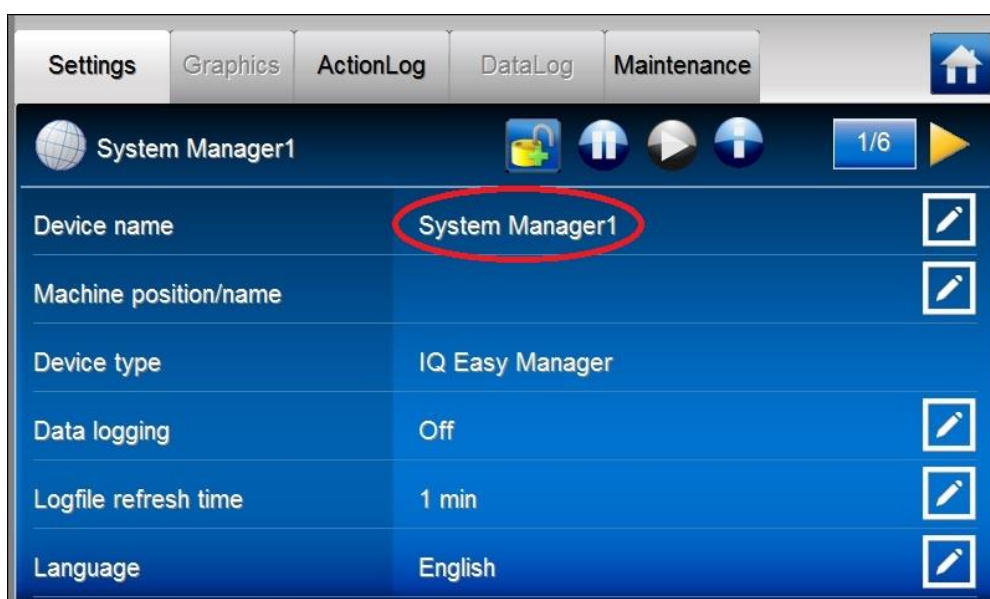 Settings Graphics ActionLog DataLog Maintenance
System Manager1 1/6
Device name System Manager1
Machine position/name
Device type IQ Easy Manager
Data logging Off
Logfile refresh time 1 min
Language English